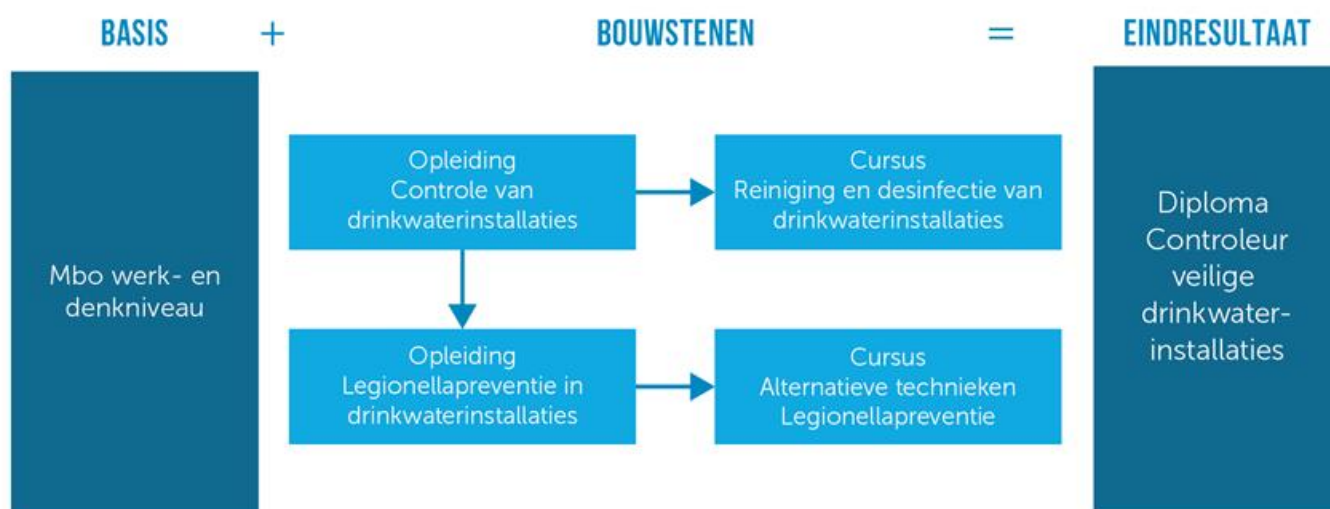 BASIS + BOUWSTENEN = EINDRESULTAAT
Mbo werk- en
denkniveau
Opleiding
Controle van
drinkwaterinstallaties
Cursus
Reiniging en desinfectie van
drinkwaterinstallaties
Opleiding
Legionellapreventie in
drinkwaterinstallaties
Cursus
Alternatieve technieken
Legionellapreventie
Diploma
Controleur
veilige
drinkwater-
installaties